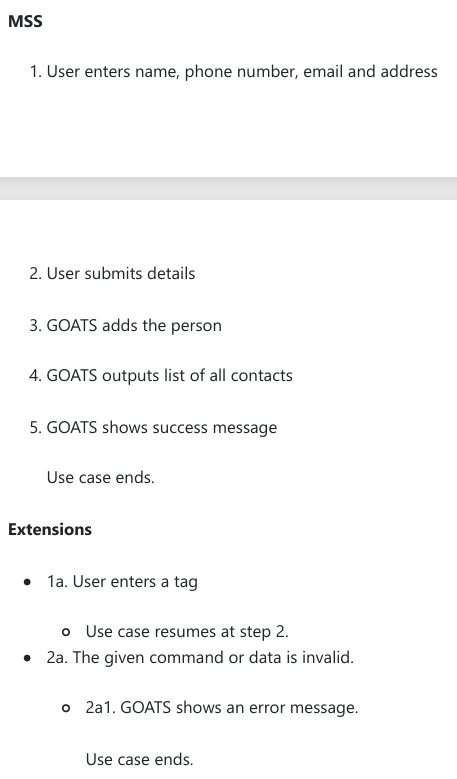 MSS
1. User enters name, phone number, email and address
2. User submits details
3. GOATS adds the person
4. GOATS outputs list of all contacts
5. GOATS shows success message
Use case ends.
Extensions
• 1a. User enters a tag
o Use case resumes at step 2.
• 2a. The given command or data is invalid.
o 2a1. GOATS shows an error message.
Use case ends.